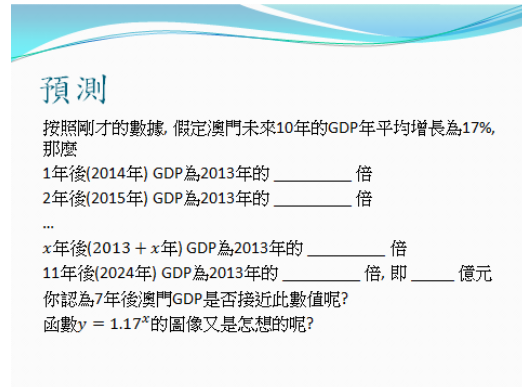 預測
按照剛才的數據, 假定澳門未來10年的GDP年平均增長為17%,
那麼
1年後(2014年) GDP為2013年的 _________ 倍
2年後(2015年) GDP為2013年的 _________ 倍
…
x年後(2013 + x年) GDP為2013年的 _________ 倍
11年後(2024年) GDP為2013年的 _________ 倍, 即 _____ 億元
你認為7年後澳門GDP是否接近此數值呢?
函數y = 1.17^x的圖像又是怎想的呢?